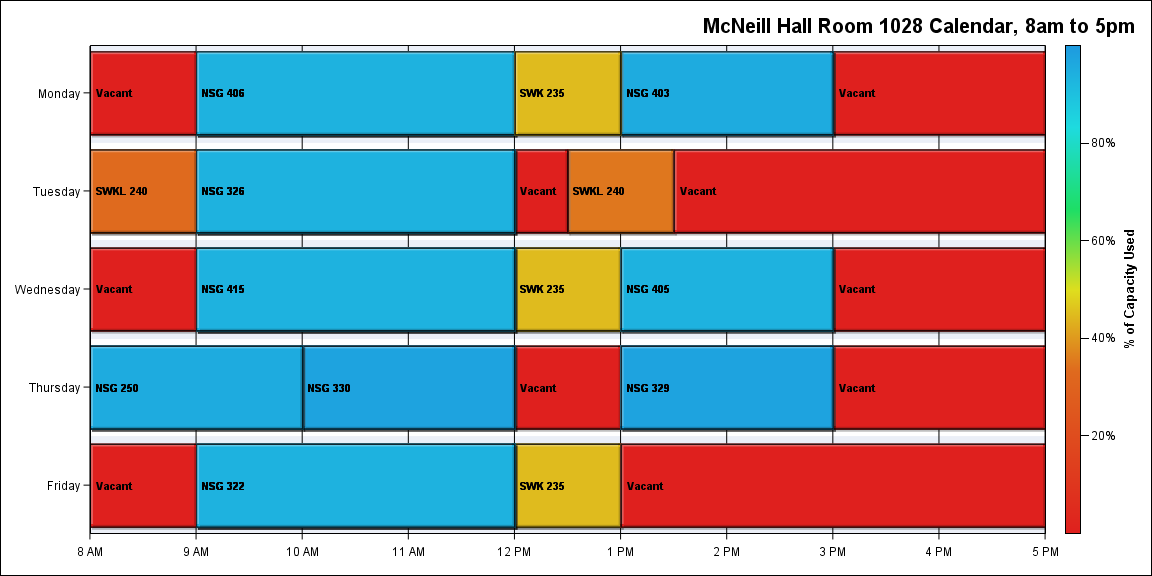 McNeill Hall Room 1028 Calendar, 8am to 5pm
Monday
Vacant
NSG 406
SWK 235
NSG 403
Vacant
80%
Tuesday
SWKL 240
NSG 326
Vacant
SWKL 240
Vacant
60%
Wednesday
Vacant
NSG 415
SWK 235
NSG 405
Vacant
% of Capacity Used
40%
Thursday
NSG 250
NSG 330
Vacant
NSG 329
Vacant
20%
Friday
Vacant
NSG 322
SWK 235
Vacant
8 AM
9 AM
10 AM
11 AM
12 PM
1 PM
2 PM
3 PM
4 PM
5 PM